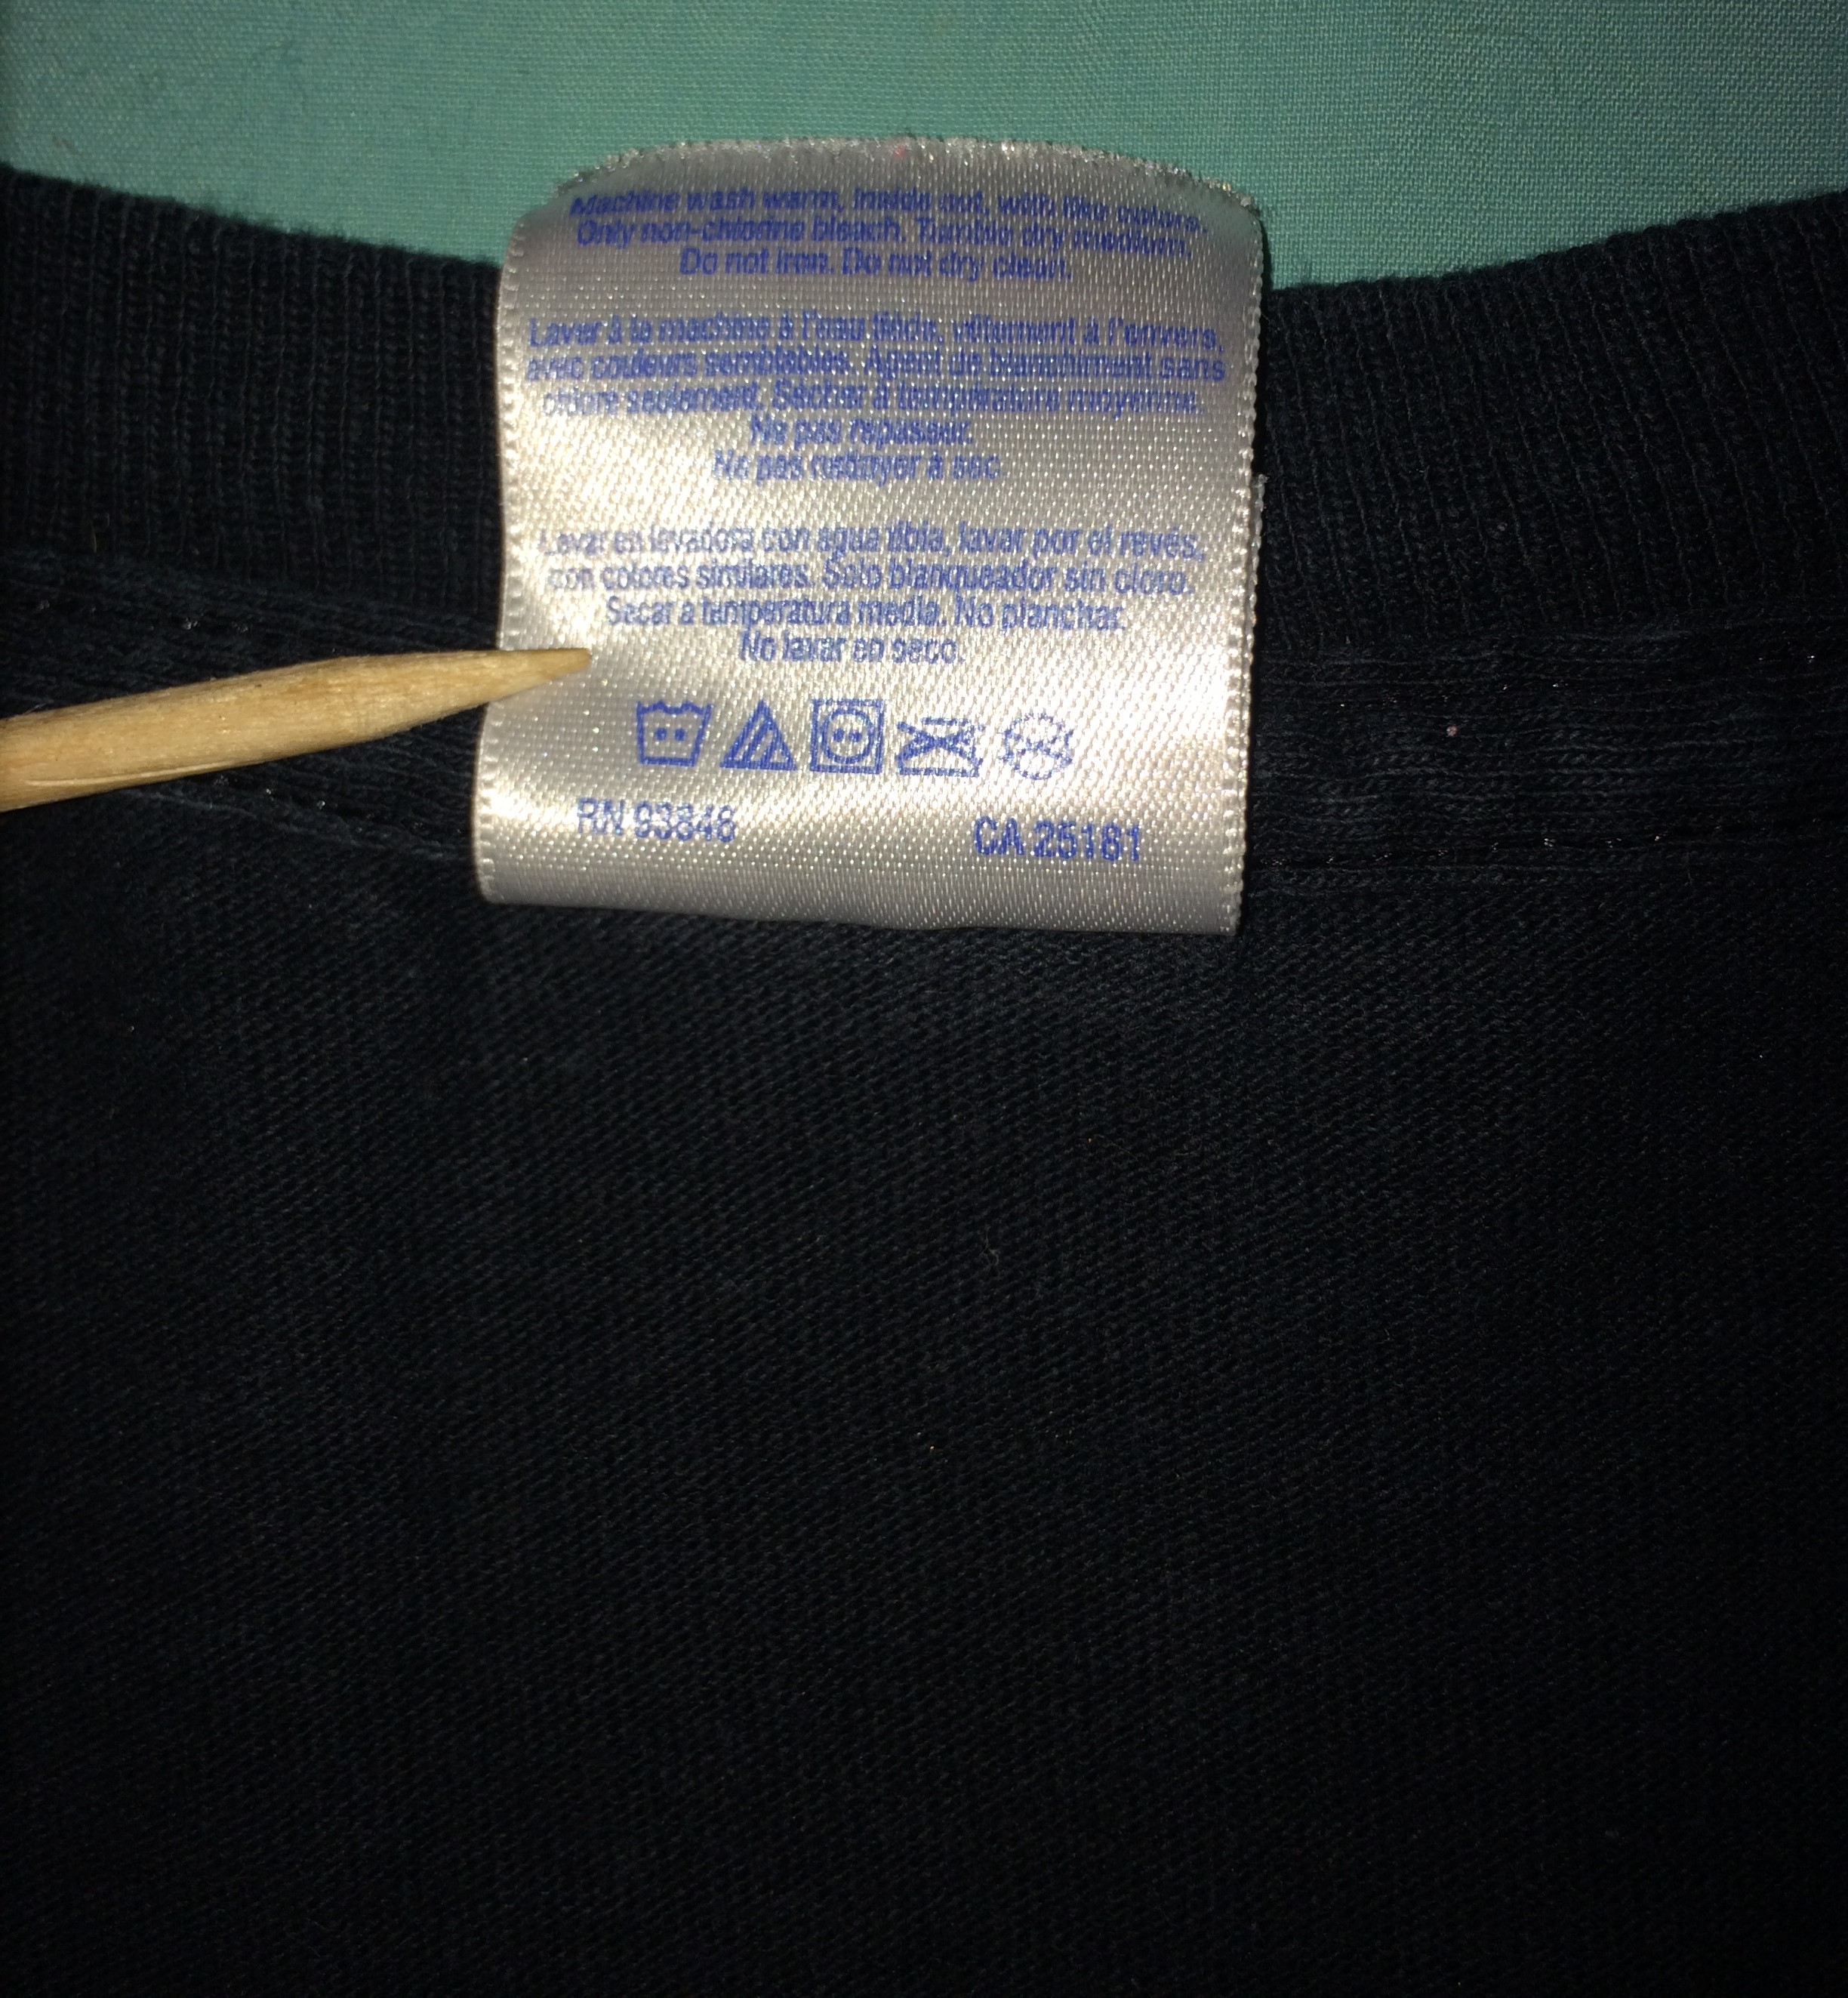 Machine wash warm, inside out, with like colors.
Only non-chlorine bleach. Tumble dry medium.
Do not iron. Do not dry clean.
Laver à la machine à l'eau tiède, vêtement à l'envers,
avec couleurs semblables. Agent de blanchiment sans
chlore seulement. Sécher à température moyenne.
Ne pas repasser.
Ne pas nettoyer à sec
Lavar en lavadora con agua tibia, lavar por el revés,
con colores similares. Solo blanqueador sin cloro.
Secar a temperatura media. No planchar.
No lavar en seco.
RN 93846 CA 25161